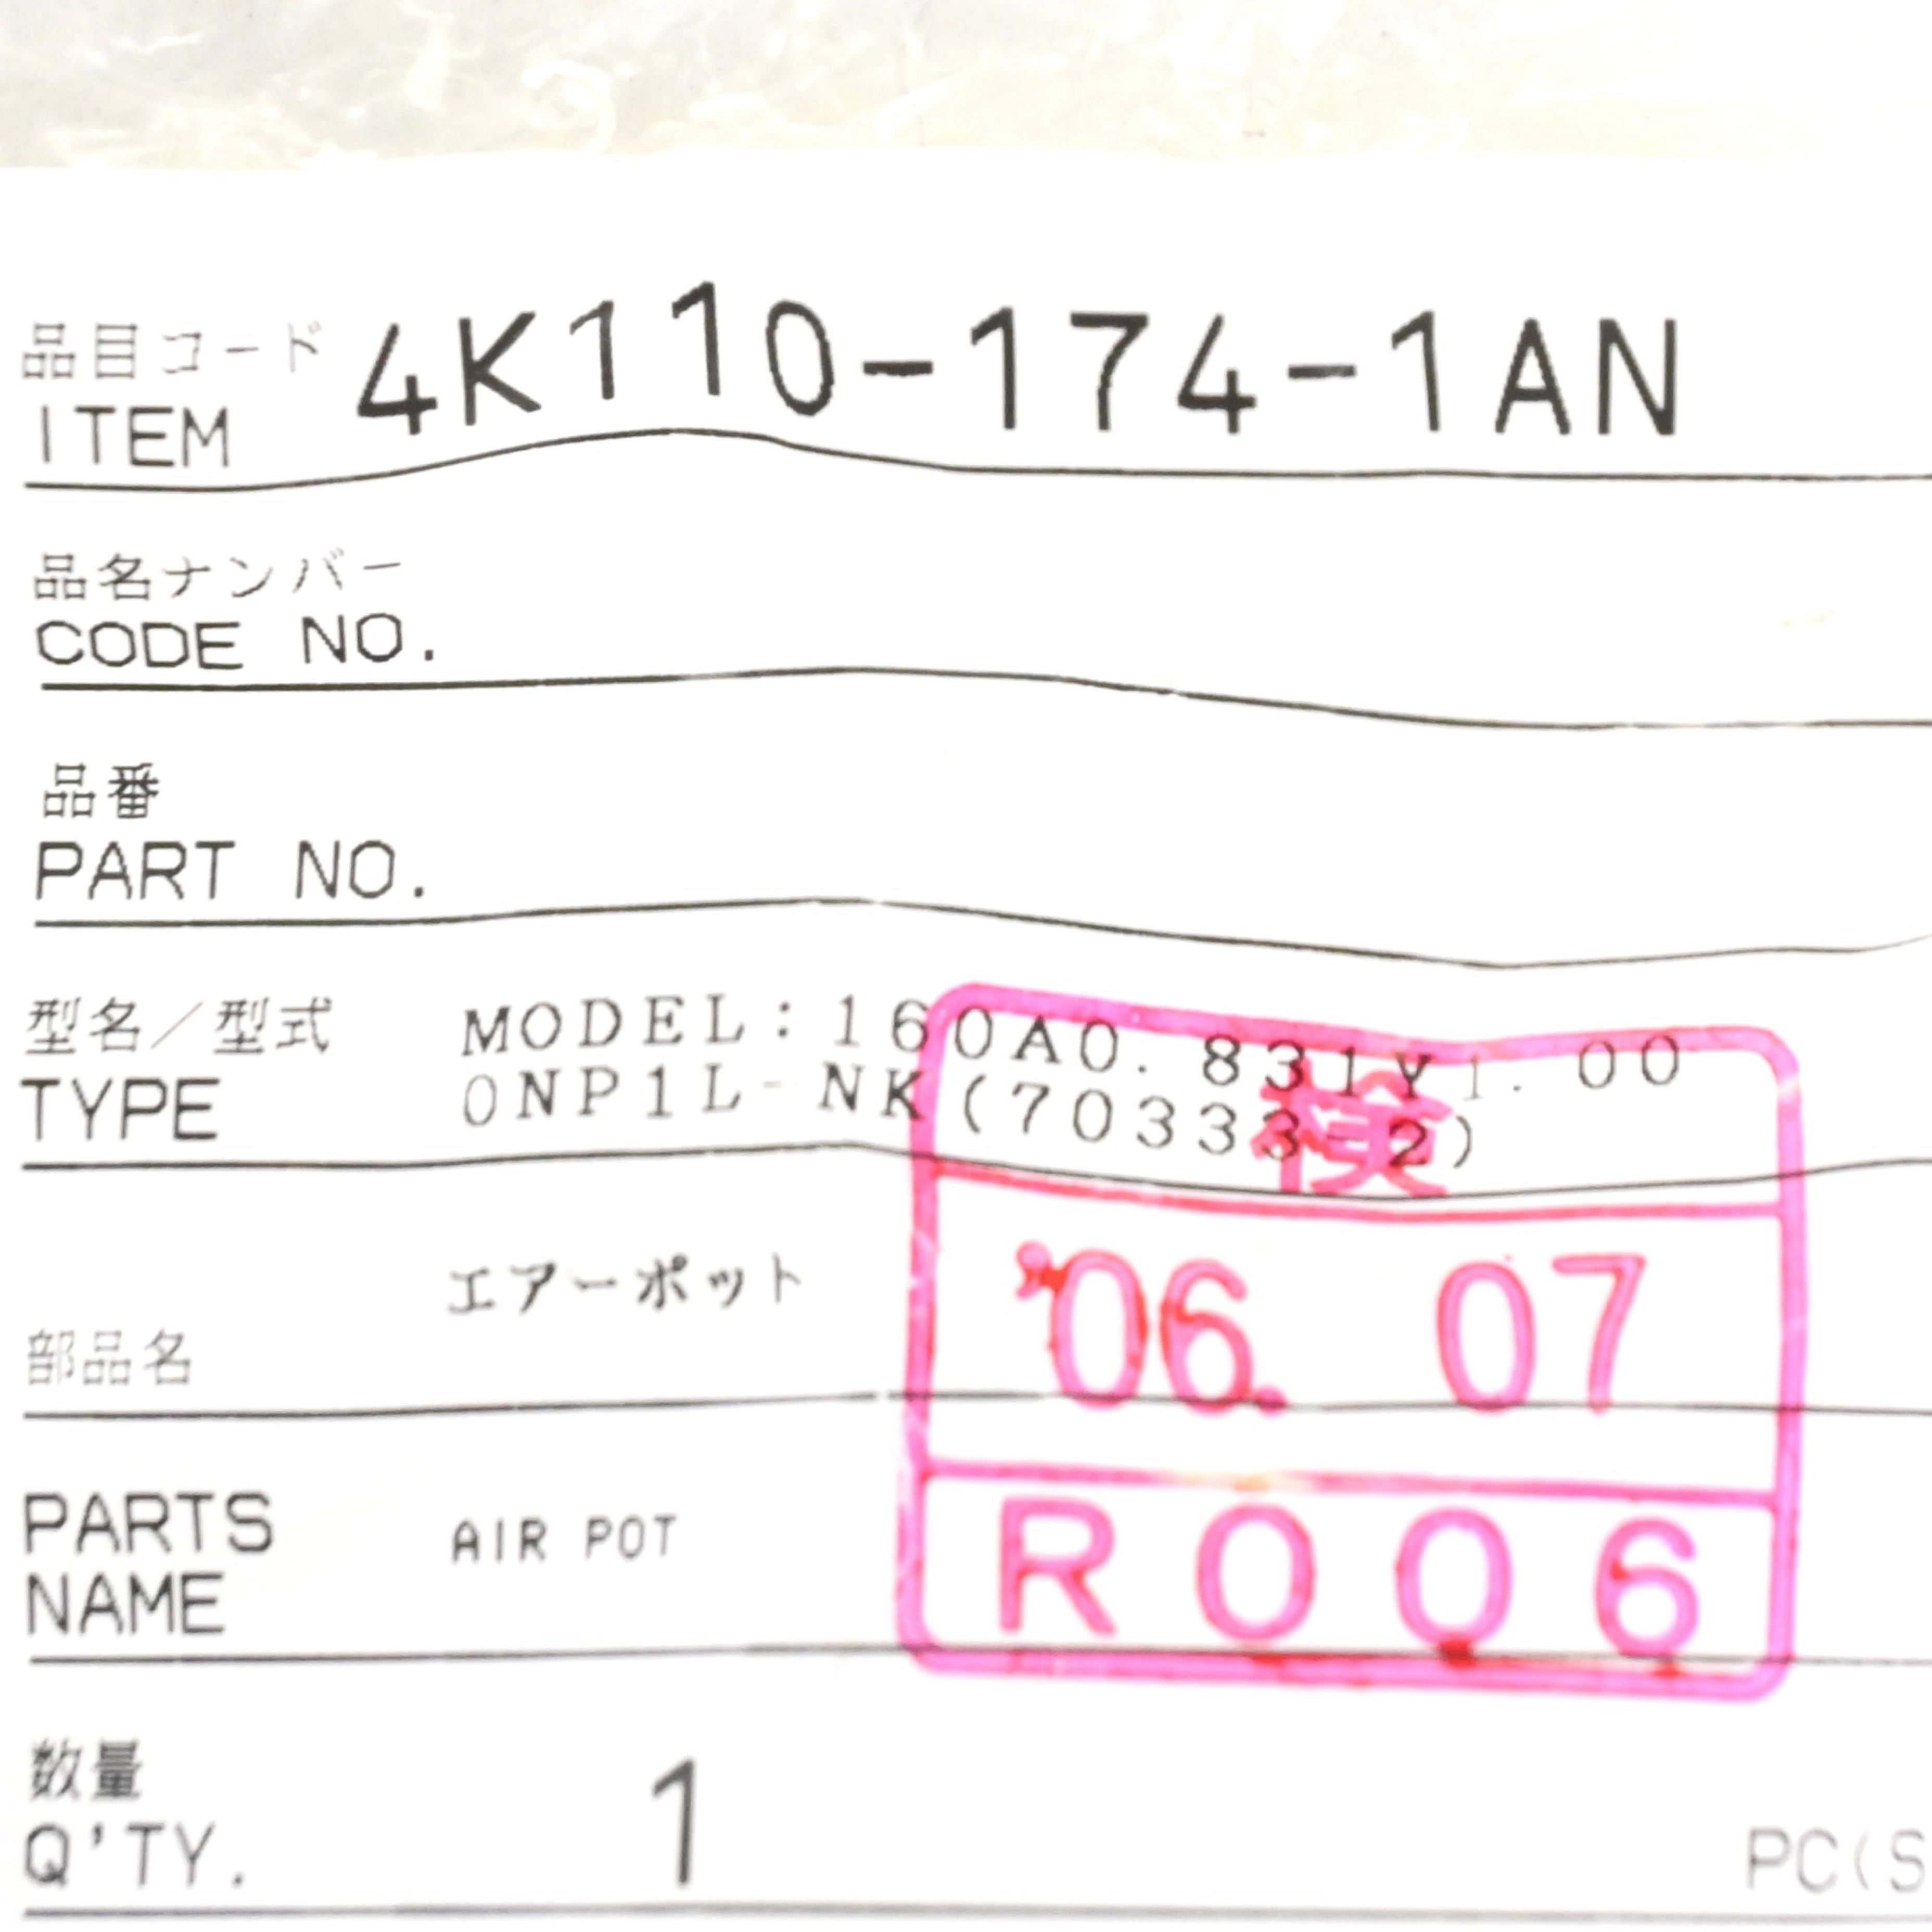 品目コード 4K110-174-1AN
ITEM
品名ナンバー
CODE NO.
品番
PART NO.
型名／型式 MODEL:160A0.831Y1.00
TYPE 0NP1L-NK(70333-2)
検
エアーポット
部品名
'06. 07
PARTS NAME
AIR POT
R006
数量
Q'TY. 1 PC(S